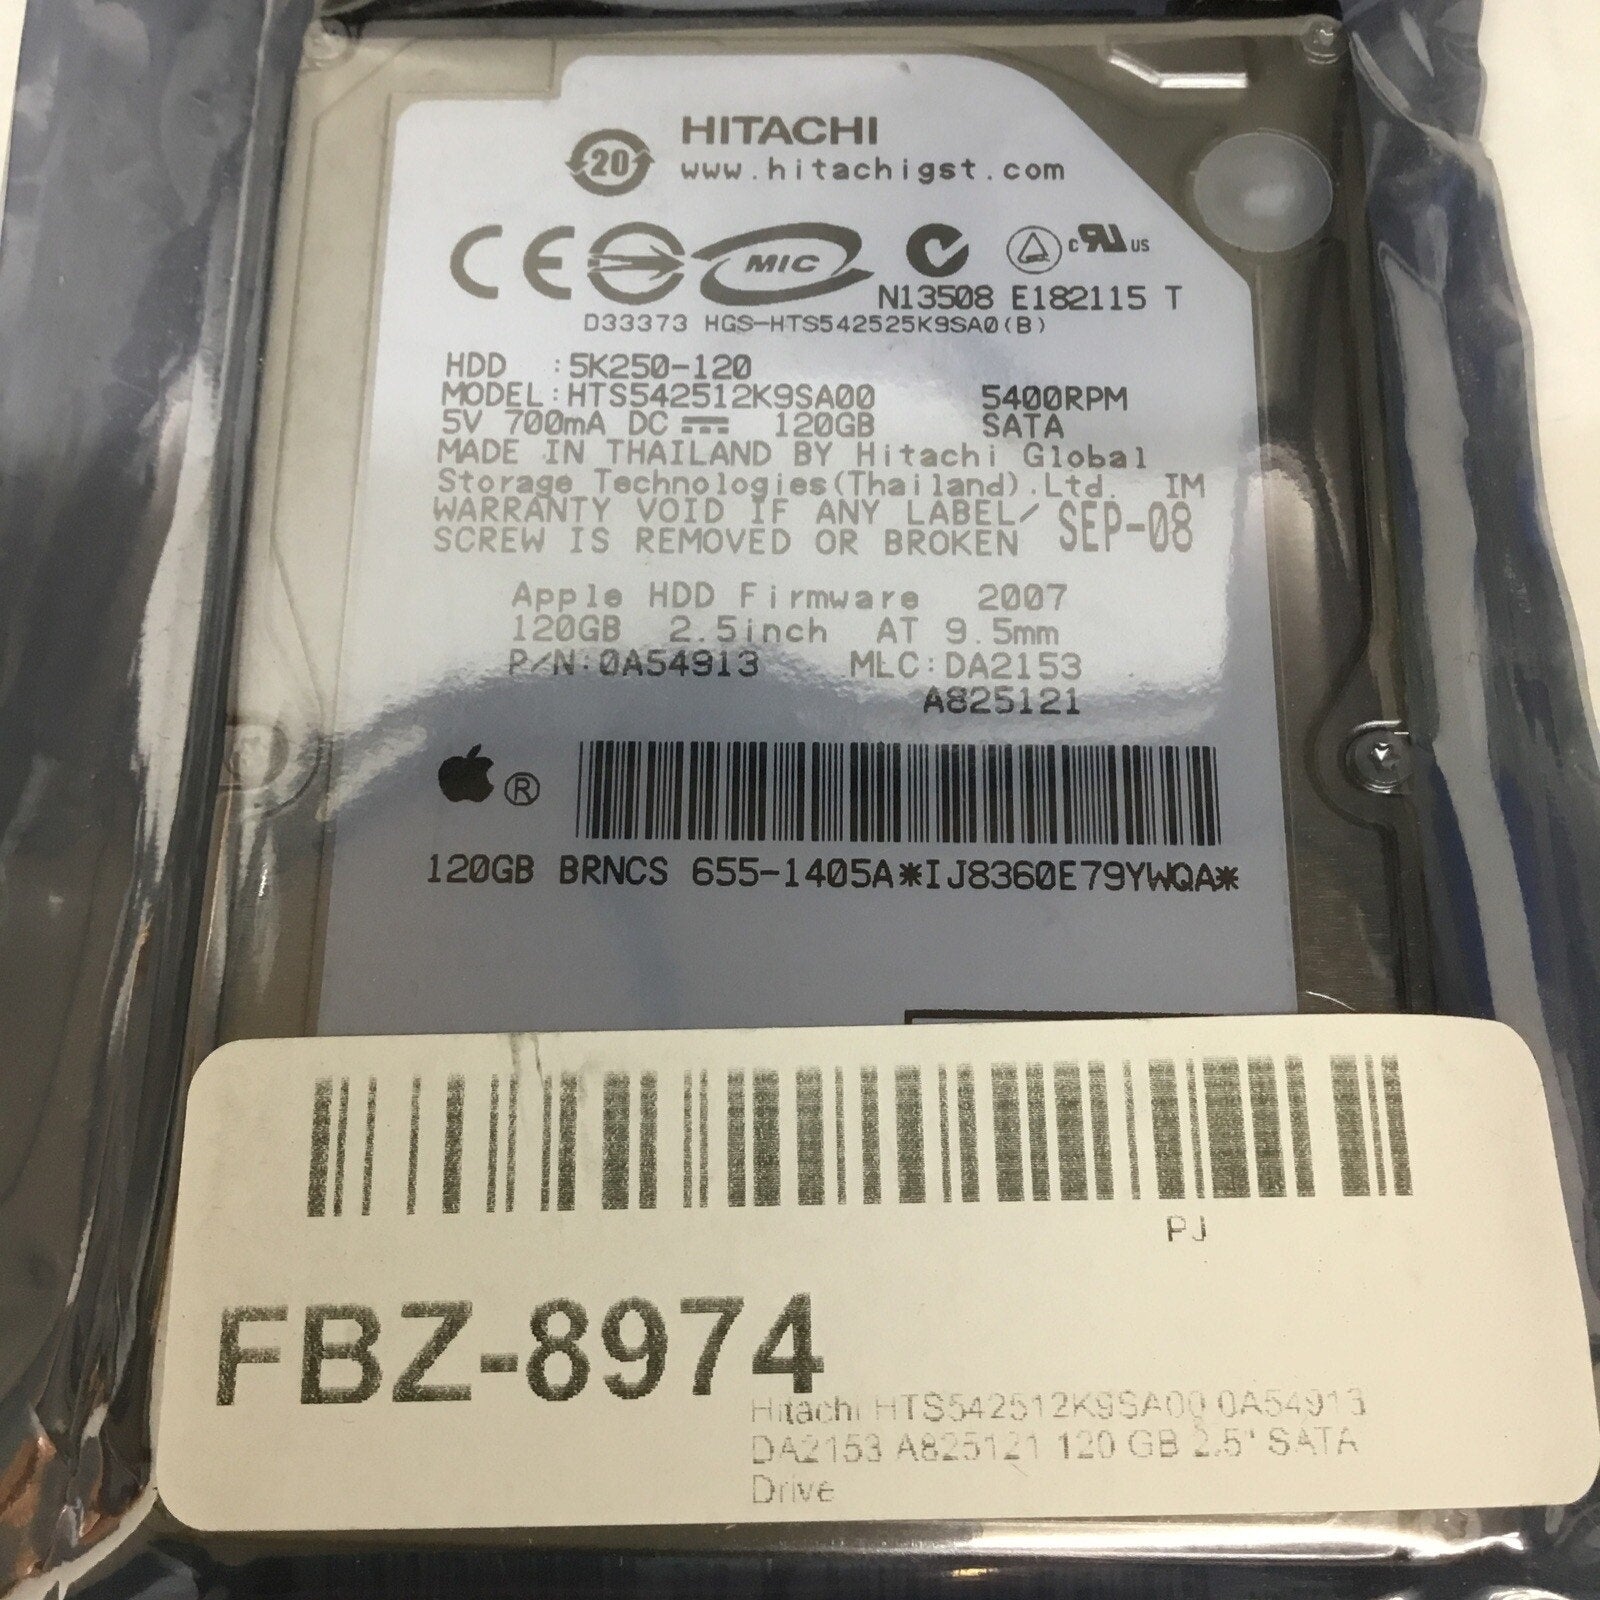 HITACHI
20
www.hitachigst.com
CE MIC c RU US
N13508 E182115 T
D33373 HGS-HTS542525K9SA0(B)
HDD :5K250-120
MODEL:HTS542512K9SA00 5400RPM
5V 700mA DC 120GB SATA
MADE IN THAILAND BY Hitachi Global
Storage Technologies(Thailand).Ltd. IM
WARRANTY VOID IF ANY LABEL/
SCREW IS REMOVED OR BROKEN SEP-08
Apple HDD Firmware 2007
120GB 2.5inch AT 9.5mm
P/N:0A54913 MLC:DA2153
A825121
®
120GB BRNCS 655-1405A*IJ8360E79YWQA*
PJ
FBZ-8974
Hitachi HTS542512K9SA00 0A54913
DA2153 A825121 120 GB 2.5" SATA
Drive